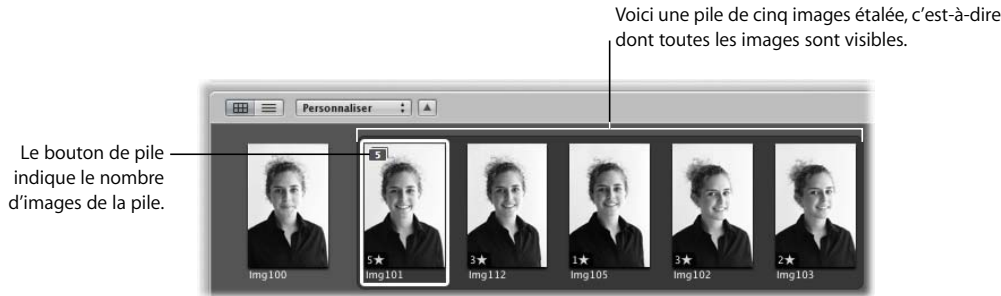 Voici une pile de cinq images étalée, c’est-à-dire
dont toutes les images sont visibles.
Personnaliser
Le bouton de pile
indique le nombre
d’images de la pile.
5
5★
3★
1★
3★
2★
Img100
Img101
Img112
Img105
Img102
Img103